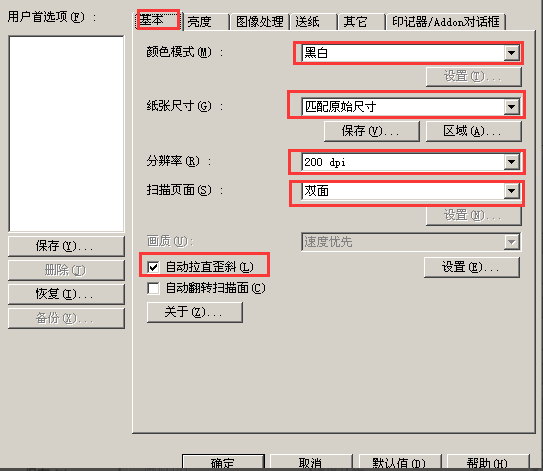 用户首选项(F)：
基本 亮度 图像处理 送纸 其它 印记器/Addon对话框
颜色模式(M)： 黑白
设置(T)...
纸张尺寸(G)： 匹配原始尺寸
保存(V)... 区域(A)...
分辨率(R)： 200 dpi
扫描页面(S)： 双面
设置(N)...
画质(U)： 速度优先
保存(Y)...
自动拉直歪斜(L) 设置(E)...
删除(J)
恢复(I)... 自动翻转扫描面(C)
备份(X)... 关于(Z)...
确定 取消 默认值(D) 帮助(H)